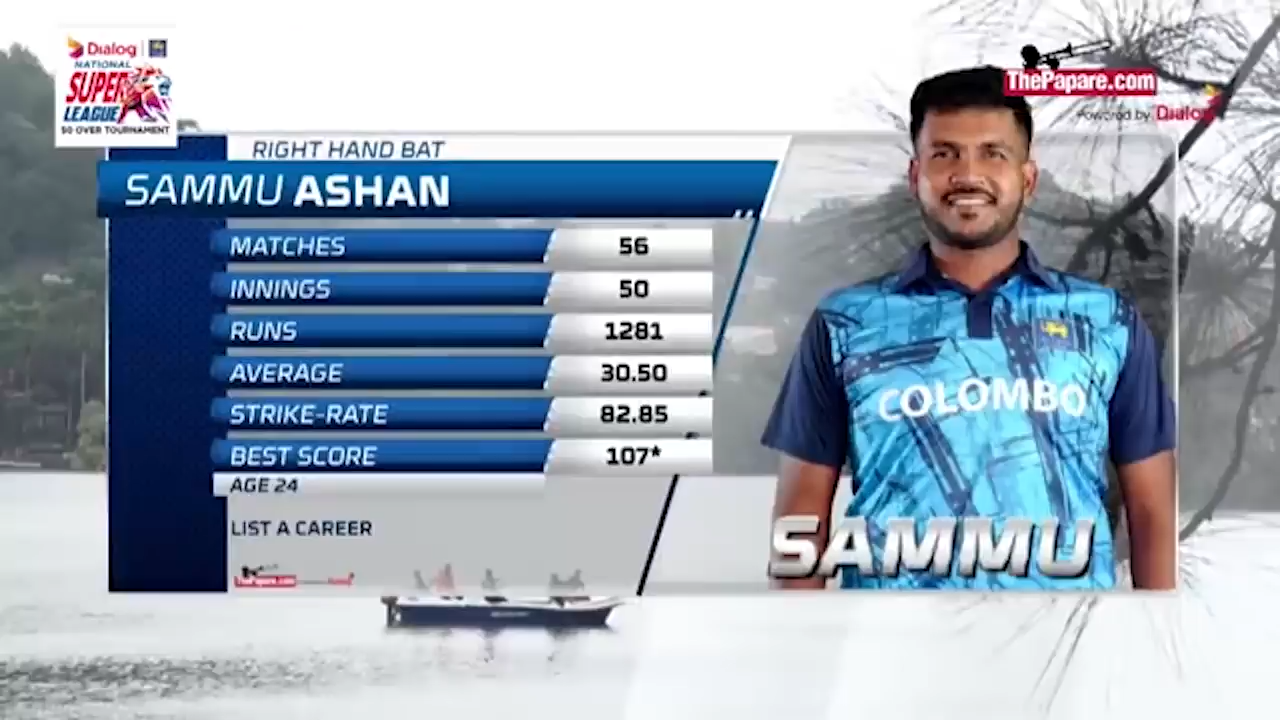 Dialog
NATIONAL
SUPER
LEAGUE
50 OVER TOURNAMENT
ThePapare.com
Powered by Dialog
RIGHT HAND BAT
SAMMU ASHAN
MATCHES 56
INNINGS 50
RUNS 1281
AVERAGE 30.50
STRIKE-RATE 82.85
BEST SCORE 107*
AGE 24
LIST A CAREER
ThePapare.com
COLOMBO
SAMMU